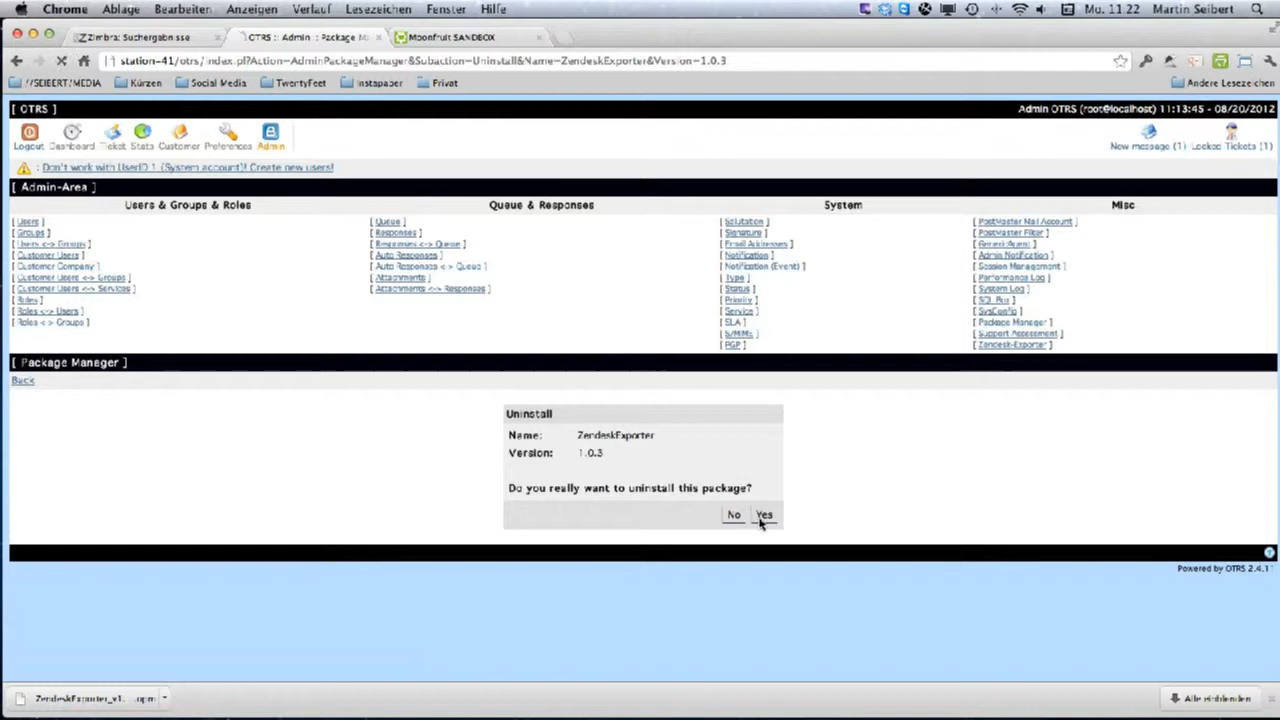 Chrome Ablage Bearbeiten Anzeigen Verlauf Lesezeichen Fenster Hilfe Mo. 11:22 Martin Seibert
Zimbra: Suchergebnisse OTRS :: Admin :: Package M Moonfruit SANDBOX
station-41/otrs/index.pl?Action=AdminPackageManager&Subaction=Uninstall&Name=ZendeskExporter&Version=1.0.3
//SEIBERT/MEDIA Kürzen Social Media TwentyFeet Instapaper Privat Andere Lesezeichen
[ OTRS ] Admin OTRS (root@localhost) 11:13:45 - 08/20/2012
Logout Dashboard Ticket Stats Customer Preferences Admin New message (1) Locked Tickets (1)
: Don't work with UserID 1 (System account)! Create new users!
[ Admin-Area ]
Users & Groups & Roles Queue & Responses System Misc
[ Users ] [ Queue ] [ Salutation ] [ PostMaster Mail Account ]
[ Groups ] [ Responses ] [ Signature ] [ PostMaster Filter ]
[ Users <-> Groups ] [ Responses <-> Queue ] [ Email Addresses ] [ GenericAgent ]
[ Customer Users ] [ Auto Responses ] [ Notification ] [ Admin Notification ]
[ Customer Company ] [ Auto Responses <-> Queue ] [ Notification (Event) ] [ Session Management ]
[ Customer Users <-> Groups ] [ Attachments ] [ Type ] [ Performance Log ]
[ Customer Users <-> Services ] [ Attachments <-> Responses ] [ Status ] [ System Log ]
[ Roles ] [ Priority ] [ SQL Box ]
[ Roles <-> Users ] [ Service ] [ SysConfig ]
[ Roles <-> Groups ] [ SLA ] [ Package Manager ]
[ S/MIME ] [ Support Assessment ]
[ PGP ] [ Zendesk-Exporter ]
[ Package Manager ]
Back
Uninstall
Name: ZendeskExporter
Version: 1.0.3
Do you really want to uninstall this package?
No Yes
Powered by OTRS 2.4.11
ZendeskExporter_v1. ...opm Alle einblenden